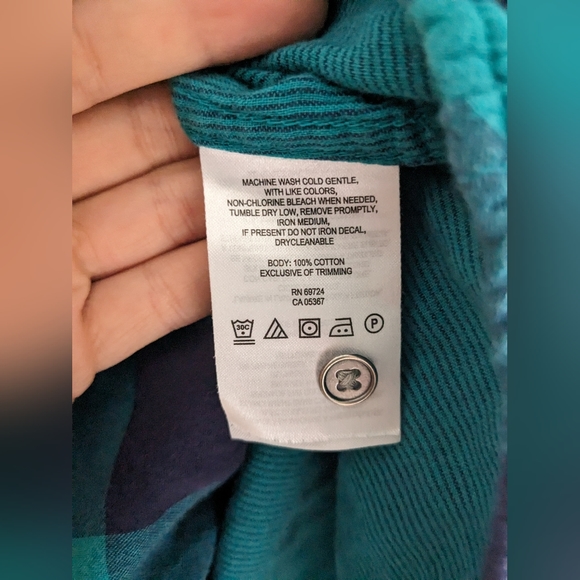 MACHINE WASH COLD GENTLE,
WITH LIKE COLORS,
NON-CHLORINE BLEACH WHEN NEEDED,
TUMBLE DRY LOW, REMOVE PROMPTLY,
IRON MEDIUM,
IF PRESENT DO NOT IRON DECAL,
DRYCLEANABLE
BODY: 100% COTTON
EXCLUSIVE OF TRIMMING
RN 69724
CA 05367
30C P